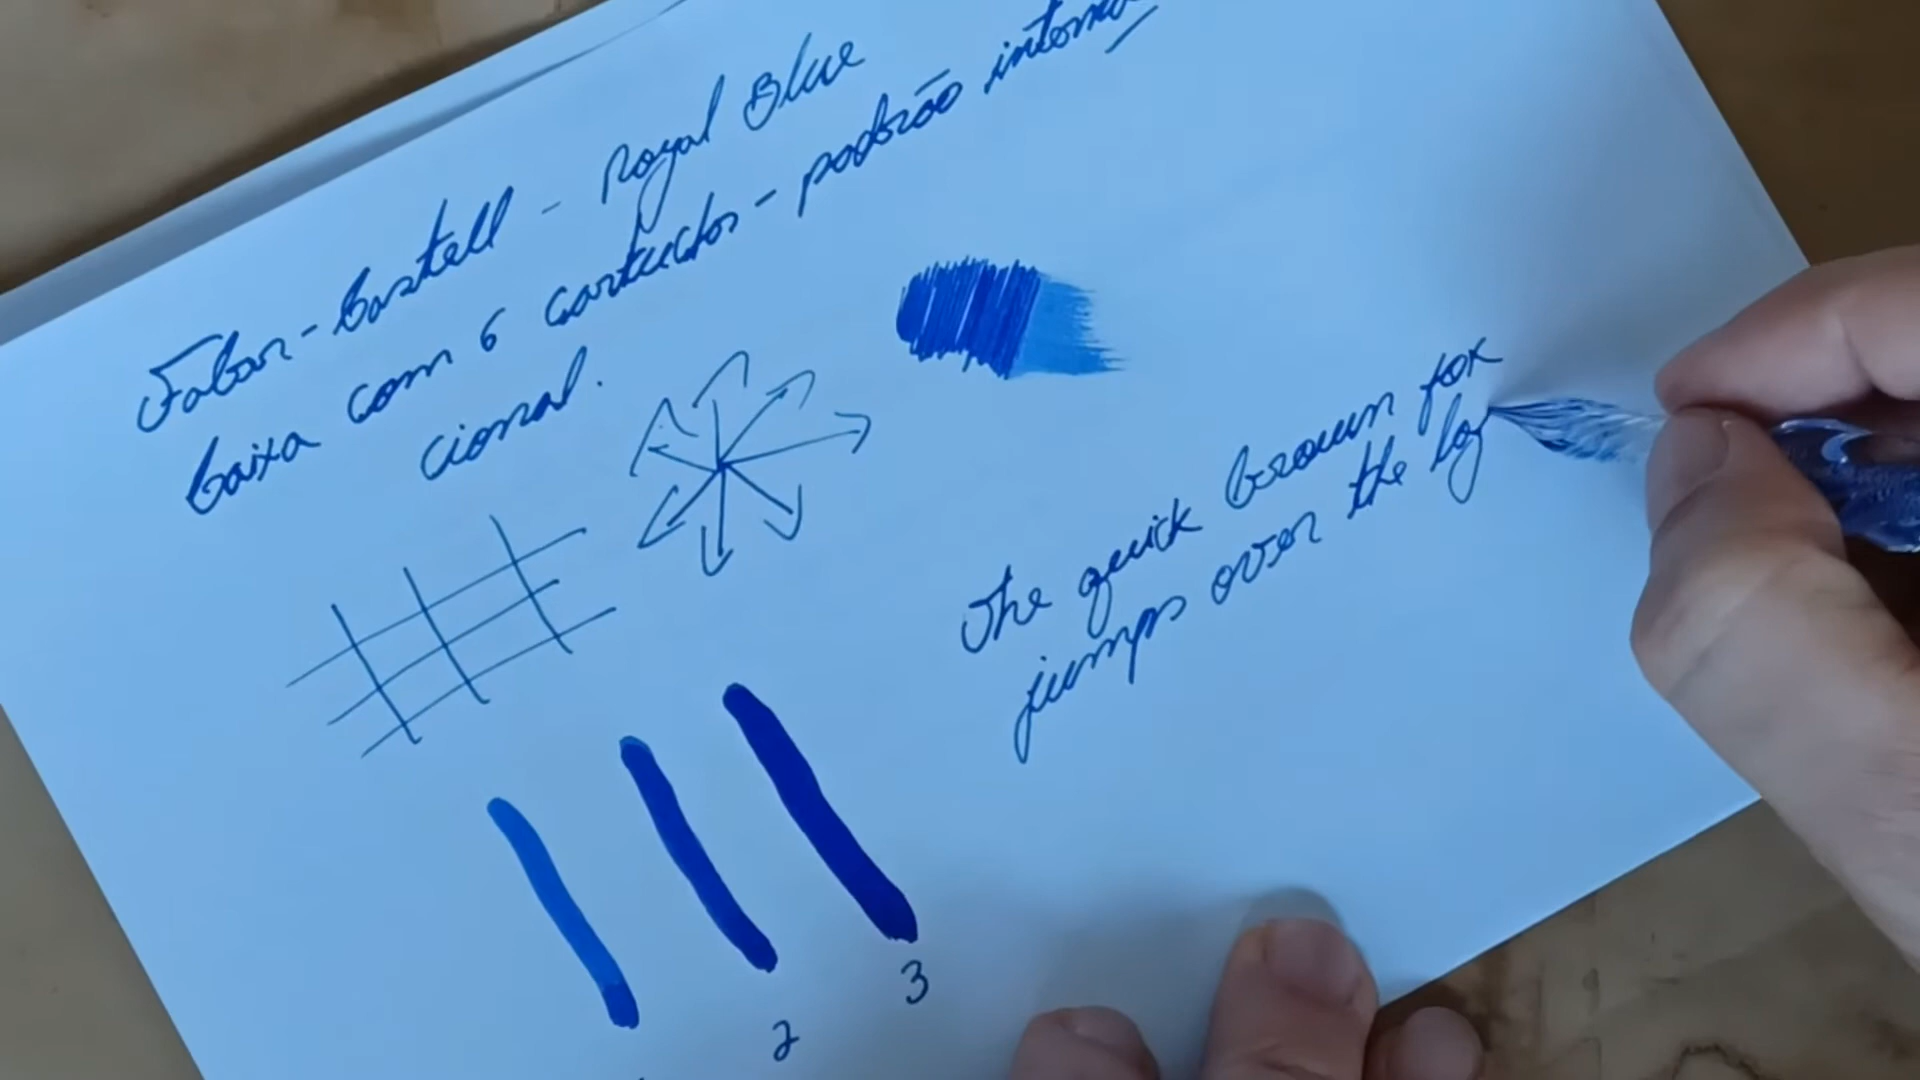 Faber-Castell - Royal Blue
Caixa com 6 cartuchos - padrão interna
cional.
The quick brown fox
jumps over the laz
2
3